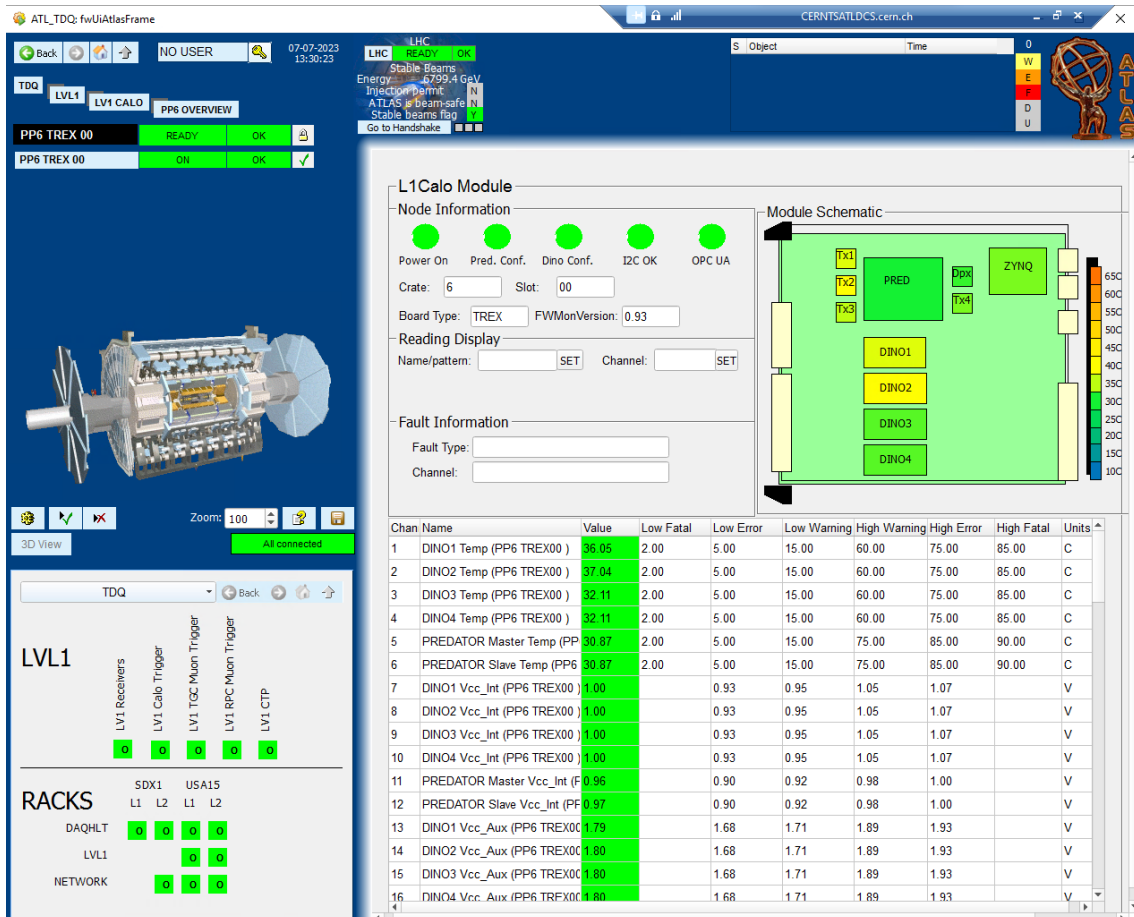 ATL_TDQ: fwUiAtlasFrame
CERNTSATLDCS.cern.ch
Back
NO USER
07-07-2023
13:30:23
TDQ
LVL1
LV1 CALO
PP6 OVERVIEW
PP6 TREX 00 READY OK
PP6 TREX 00 ON OK
LHC
LHC READY OK
Stable Beams
Energy 6799.4 GeV
Injection permit N
ATLAS is beam-safe N
Stable beams flag Y
Go to Handshake
S Object Time
0
W
E
F
D
U
ATLAS
L1Calo Module
Node Information
Power On Pred. Conf. Dino Conf. I2C OK OPC UA
Crate: 6 Slot: 00
Board Type: TREX FWMonVersion: 0.93
Reading Display
Name/pattern: SET Channel: SET
Fault Information
Fault Type:
Channel:
Module Schematic
Tx1
Tx2
Tx3
PRED
Dpx
Tx4
ZYNQ
DINO1
DINO2
DINO3
DINO4
65C
60C
55C
50C
45C
40C
35C
30C
25C
20C
15C
10C
Zoom: 100
3D View
All connected
TDQ Back
LVL1
LV1 Receivers
LV1 Calo Trigger
LV1 TGC Muon Trigger
LV1 RPC Muon Trigger
LV1 CTP
O O O O O
RACKS
SDX1 USA15
L1 L2 L1 L2
DAQHLT O O O O
LVL1 O O
NETWORK O O O
Chan Name Value Low Fatal Low Error Low Warning High Warning High Error High Fatal Units
1 DINO1 Temp (PP6 TREX00 ) 36.05 2.00 5.00 15.00 60.00 75.00 85.00 C
2 DINO2 Temp (PP6 TREX00 ) 37.04 2.00 5.00 15.00 60.00 75.00 85.00 C
3 DINO3 Temp (PP6 TREX00 ) 32.11 2.00 5.00 15.00 60.00 75.00 85.00 C
4 DINO4 Temp (PP6 TREX00 ) 32.11 2.00 5.00 15.00 60.00 75.00 85.00 C
5 PREDATOR Master Temp (PP 30.87 2.00 5.00 15.00 75.00 85.00 90.00 C
6 PREDATOR Slave Temp (PP6 30.87 2.00 5.00 15.00 75.00 85.00 90.00 C
7 DINO1 Vcc_Int (PP6 TREX00 ) 1.00 0.93 0.95 1.05 1.07 V
8 DINO2 Vcc_Int (PP6 TREX00 ) 1.00 0.93 0.95 1.05 1.07 V
9 DINO3 Vcc_Int (PP6 TREX00 ) 1.00 0.93 0.95 1.05 1.07 V
10 DINO4 Vcc_Int (PP6 TREX00 ) 1.00 0.93 0.95 1.05 1.07 V
11 PREDATOR Master Vcc_Int (F 0.96 0.90 0.92 0.98 1.00 V
12 PREDATOR Slave Vcc_Int (PF 0.97 0.90 0.92 0.98 1.00 V
13 DINO1 Vcc_Aux (PP6 TREX00 1.79 1.68 1.71 1.89 1.93 V
14 DINO2 Vcc_Aux (PP6 TREX00 1.80 1.68 1.71 1.89 1.93 V
15 DINO3 Vcc_Aux (PP6 TREX00 1.80 1.68 1.71 1.89 1.93 V
16 DINO4 Vcc_Aux (PP6 TREX00 1.80 1.68 1.71 1.89 1.93 V